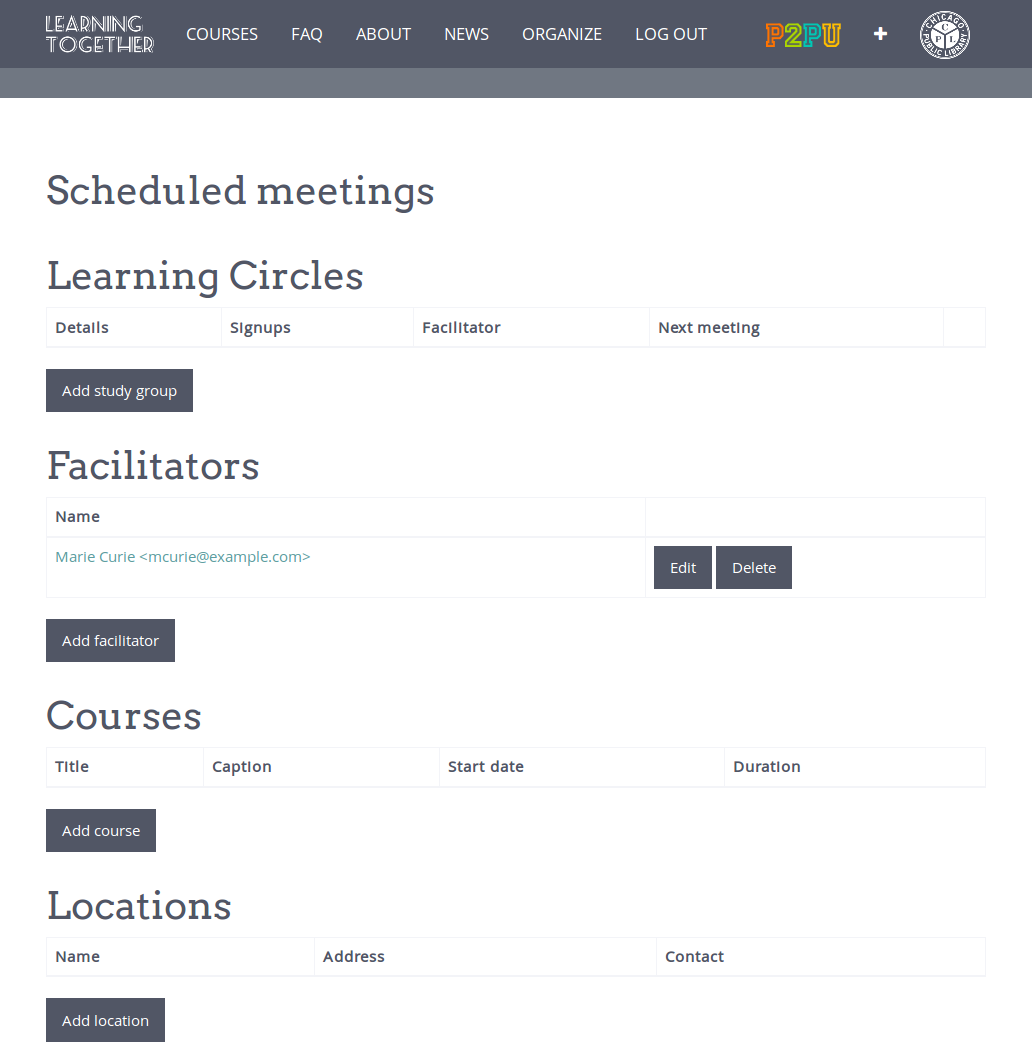 LEARNING
TOGETHER
COURSES FAQ ABOUT NEWS ORGANIZE LOG OUT
P2PU
CHICAGO
PUBLIC LIBRARY
C P L
Scheduled meetings
Learning Circles
Details Signups Facilitator Next meeting
Add study group
Facilitators
Name
Marie Curie <mcurie@example.com> Edit Delete
Add facilitator
Courses
Title Caption Start date Duration
Add course
Locations
Name Address Contact
Add location